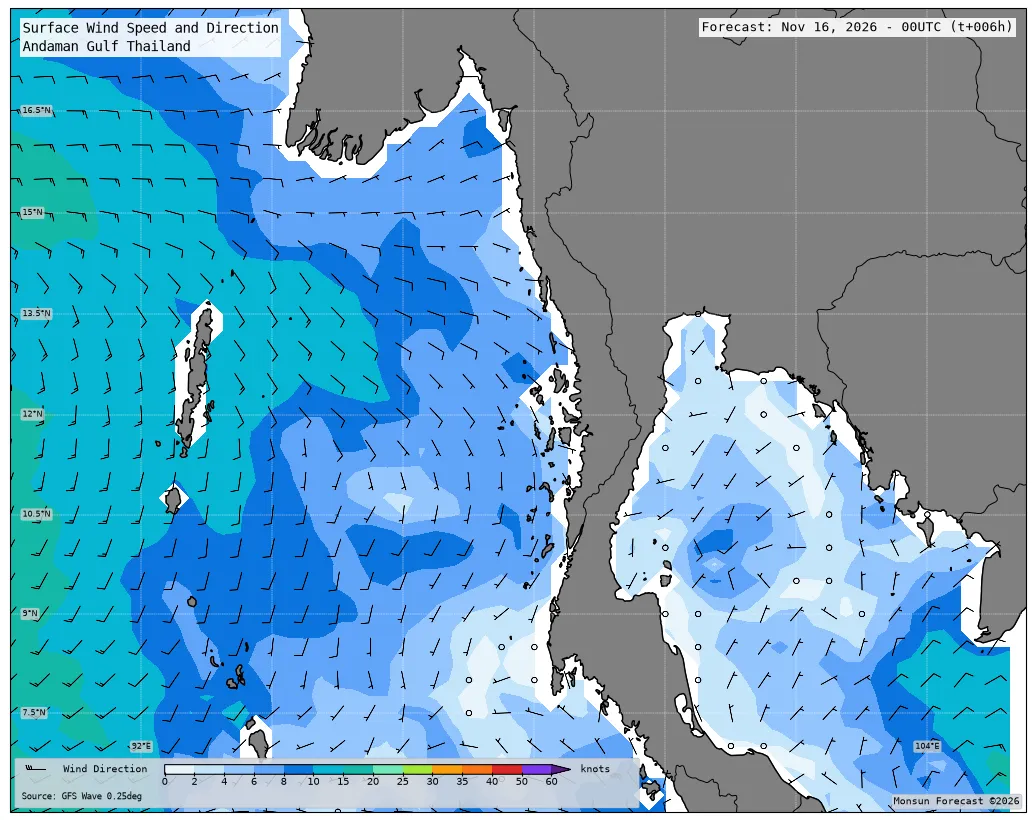 Surface Wind Speed and Direction
Andaman Gulf Thailand
Forecast: Nov 16, 2026 - 00UTC (t+006h)
16.5°N
15°N
13.5°N
12°N
10.5°N
9°N
7.5°N
92°E
104°E
Wind Direction
0 2 4 6 8 10 15 20 25 30 35 40 50 60
knots
Source: GFS Wave 0.25deg
Monsun Forecast ©2026